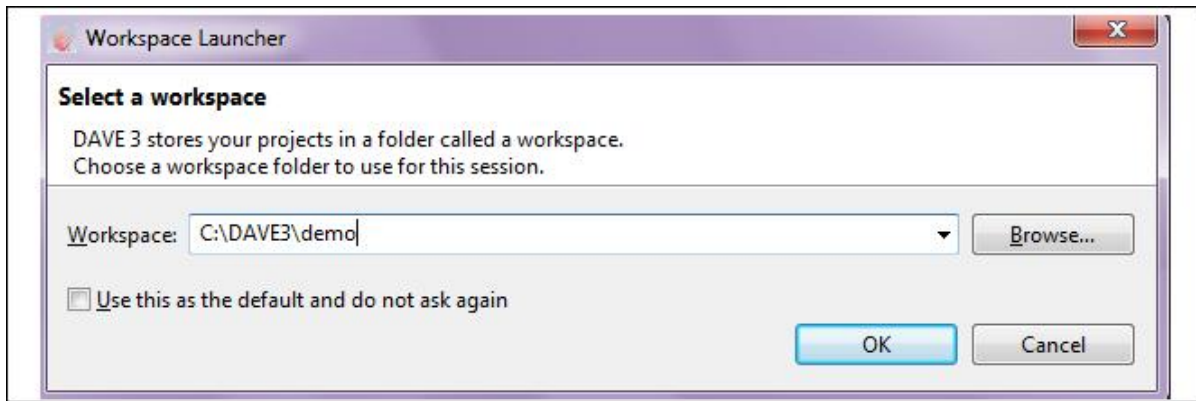 Workspace Launcher
Select a workspace
DAVE 3 stores your projects in a folder called a workspace.
Choose a workspace folder to use for this session.
Workspace: C:\DAVE3\demo Browse...
Use this as the default and do not ask again
OK Cancel